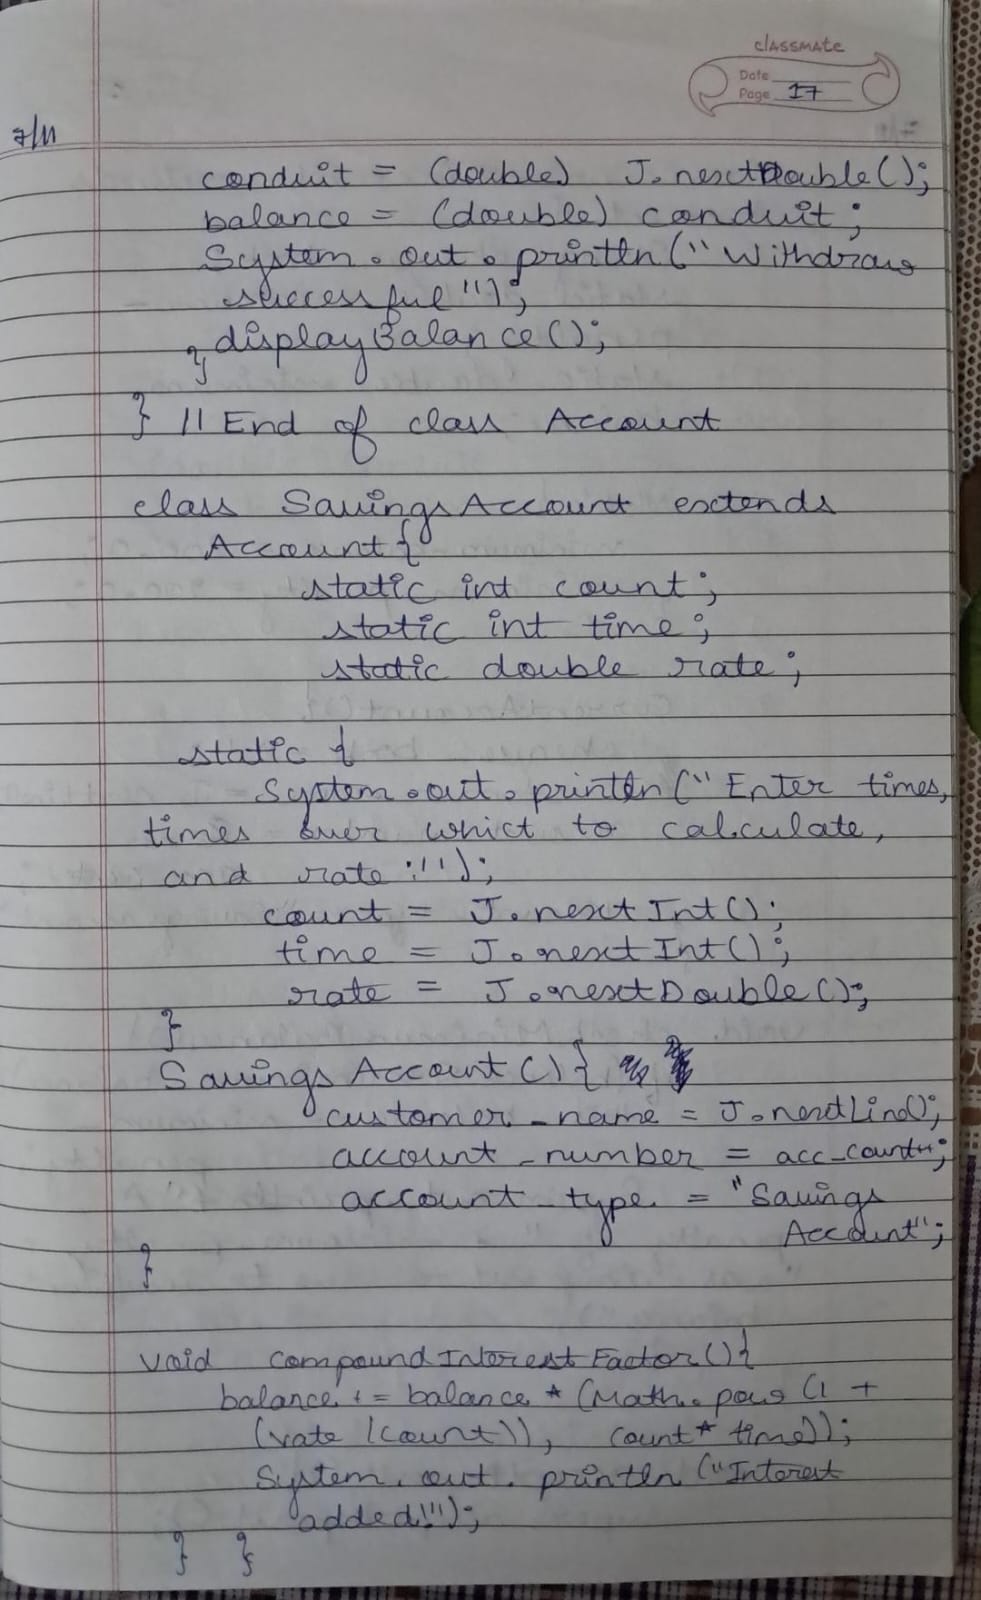 classmate
Date
Page 17
7/11
conduit = (double) J.nextDouble();
balance = (double) conduit;
System.out.println("Withdraw
successful");
displayBalance();
}
} // End of class Account
class SavingsAccount extends
Account{
static int count;
static int time;
static double rate;
static {
System.out.println("Enter times,
times over whict to calculate,
and rate:");
count = J.nextInt();
time = J.nextInt();
rate = J.nextDouble();
}
SavingsAccount(){
customer_name = J.nextLine();
account_number = acc_count++;
account_type = "Savings
Account";
}
void compoundInterestFactor(){
balance += balance * (Math.pow(1 +
(rate/count)), count*time));
System.out.println("Interest
added!");
} }